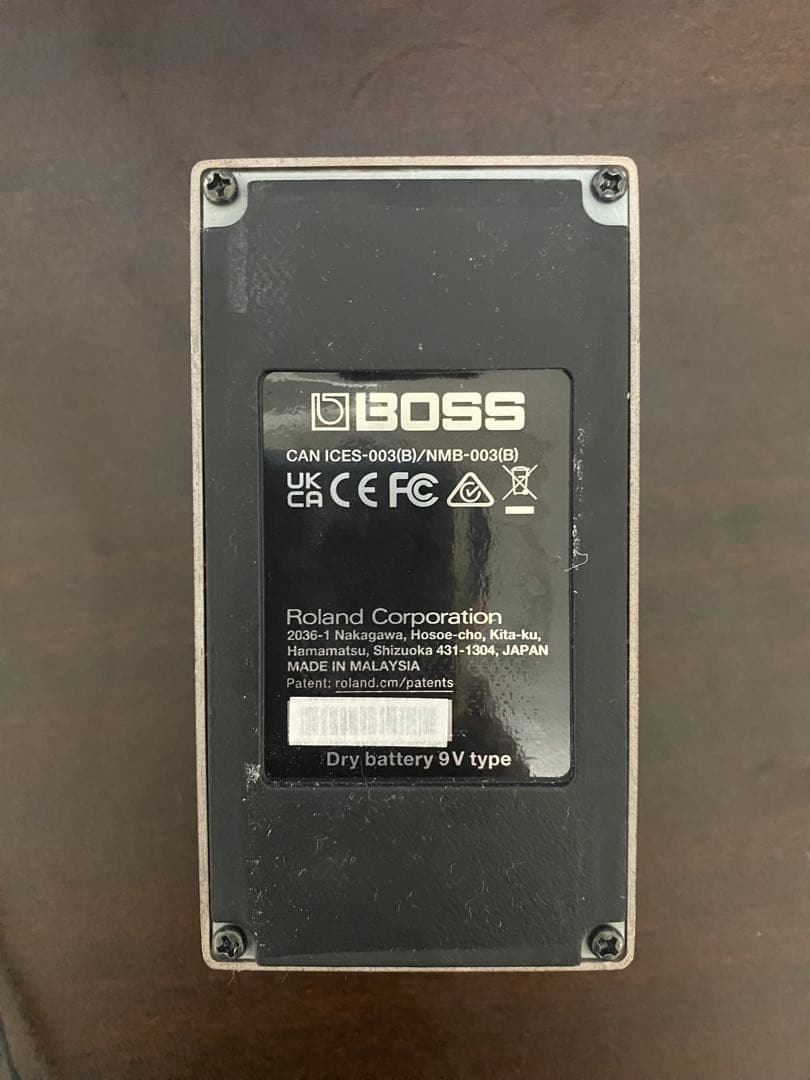 BOSS
CAN ICES-003(B)/NMB-003(B)
UK CA CE FC
Roland Corporation
2036-1 Nakagawa, Hosoe-cho, Kita-ku,
Hamamatsu, Shizuoka 431-1304, JAPAN
MADE IN MALAYSIA
Patent: roland.cm/patents
Dry battery 9V type